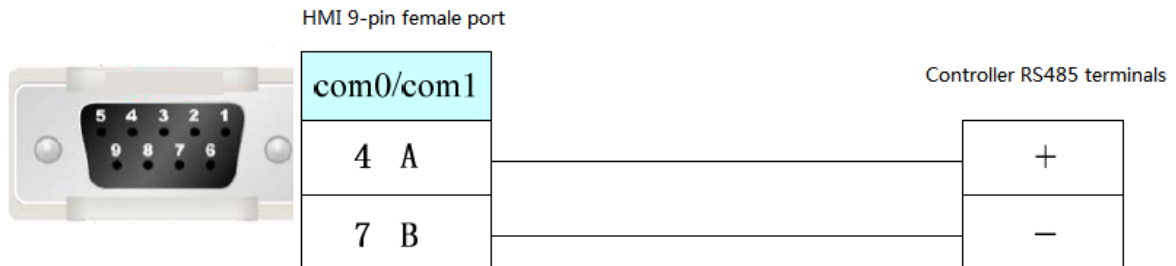 HMI 9-pin female port
com0/com1
Controller RS485 terminals
5 4 3 2 1
9 8 7 6
4 A
+
7 B
−